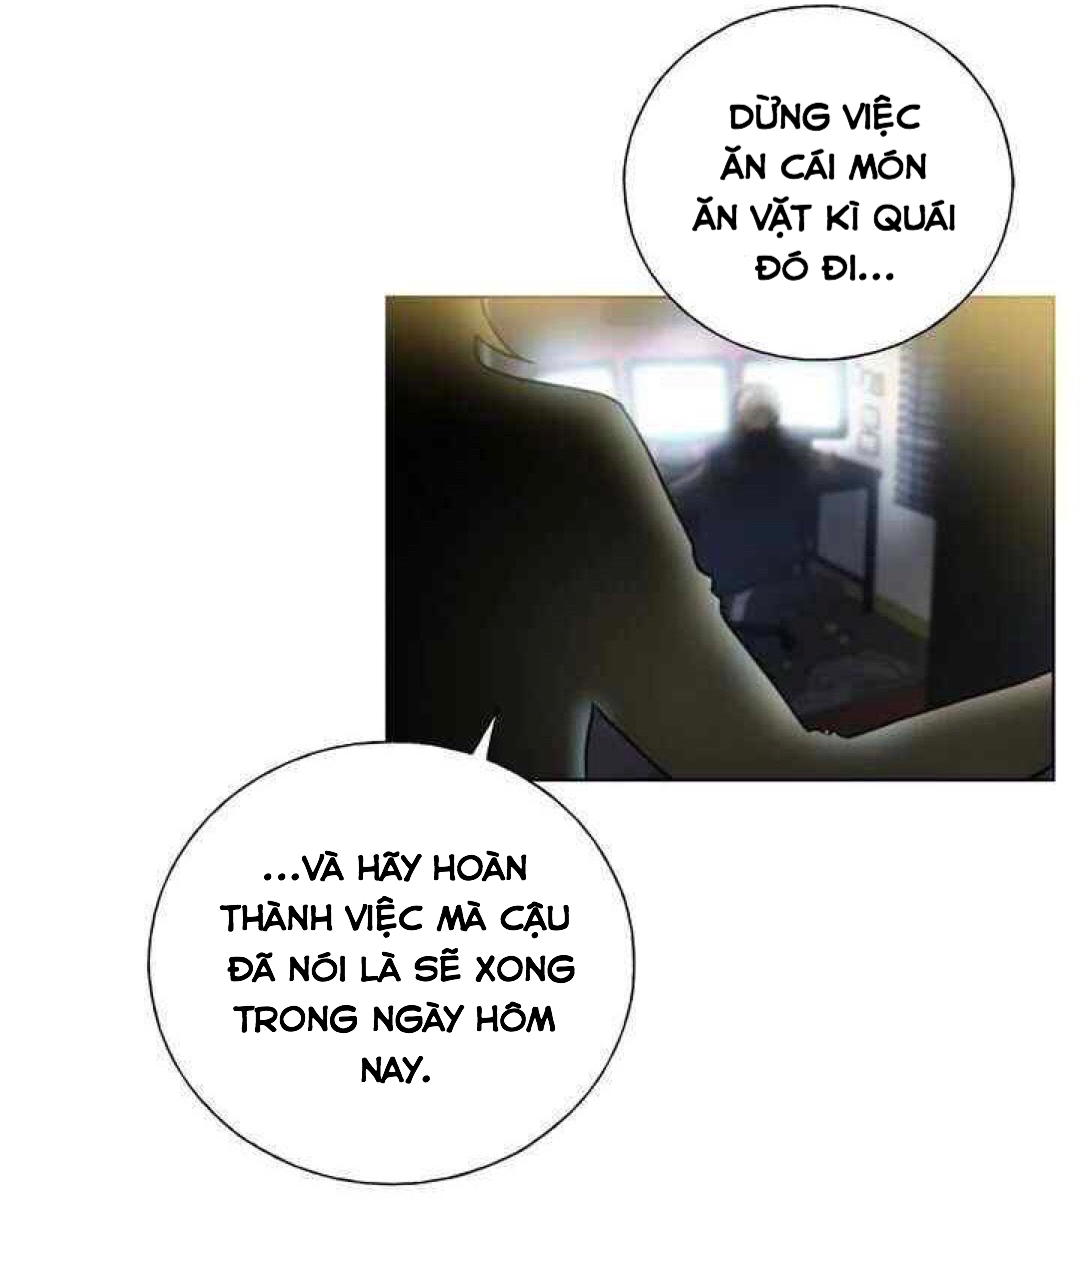 DỪNG VIỆC
ĂN CÁI MÓN
ĂN VẶT KÌ QUÁI
ĐÓ ĐI...
...VÀ HÃY HOÀN
THÀNH VIỆC MÀ CẬU
ĐÃ NÓI LÀ SẼ XONG
TRONG NGÀY HÔM
NAY.